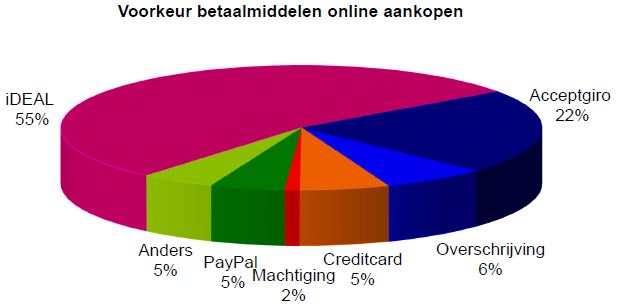 Voorkeur betaalmiddelen online aankopen
iDEAL
55%
Acceptgiro
22%
Anders
5%
PayPal
5%
Machtiging
2%
Creditcard
5%
Overschrijving
6%